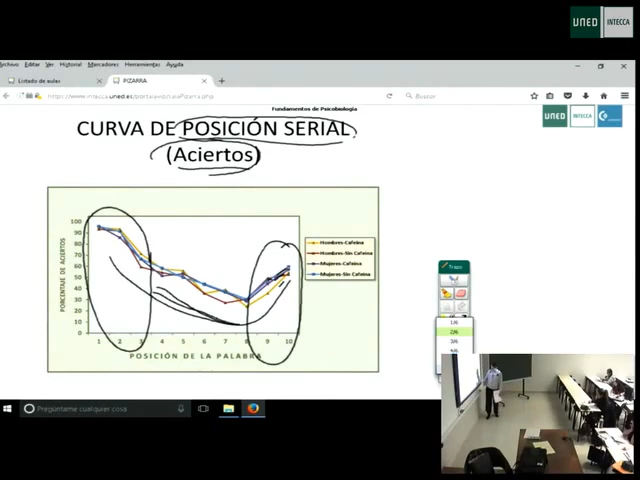 UNED INTECCA
Archivo Editar Ver Historial Marcadores Herramientas Ayuda
Listado de aulas PIZARRA
Buscar
Fundamentos de Psicobiología
UNED INTECCA
CURVA DE POSICIÓN SERIAL
(Aciertos)
PORCENTAJE DE ACIERTOS
100
90
80
70
60
50
40
30
20
10
0
1 2 3 4 5 6 7 8 9 10
POSICIÓN DE LA PALABRA
Hombres-Cafeína
Hombres-Sin Cafeína
Mujeres-Cafeína
Mujeres-Sin Cafeína
Trazo
1/6
2/6
3/6
Pregúntame cualquier cosa